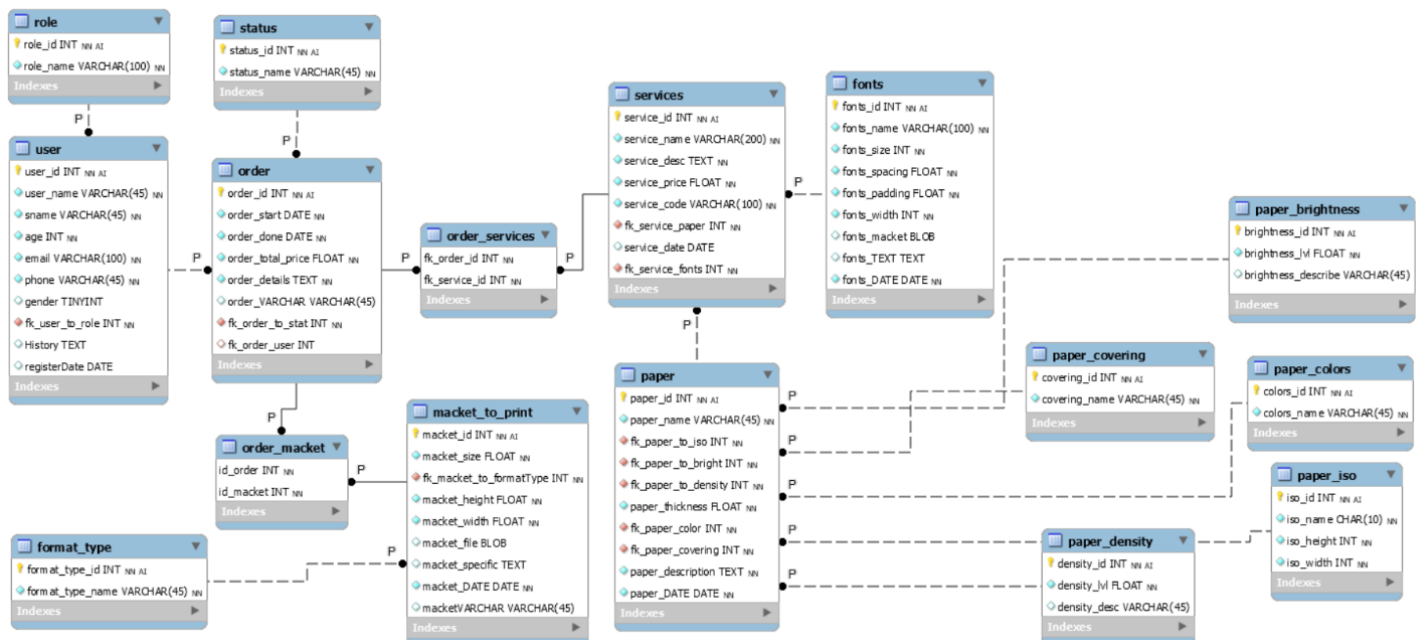 role
role_id INT NN AI
role_name VARCHAR(100) NN
Indexes
P
user
user_id INT NN AI
user_name VARCHAR(45) NN
sname VARCHAR(45) NN
age INT NN
email VARCHAR(100) NN
phone VARCHAR(45) NN
gender TINYINT
fk_user_to_role INT NN
History TEXT
registerDate DATE
Indexes
P
status
status_id INT NN AI
status_name VARCHAR(45) NN
Indexes
P
order
order_id INT NN AI
order_start DATE NN
order_done DATE NN
order_total_price FLOAT NN
order_details TEXT NN
order_VARCHAR VARCHAR(45)
fk_order_to_stat INT NN
fk_order_user INT
Indexes
P
P
order_services
fk_order_id INT NN
fk_service_id INT NN
Indexes
P
order_macket
id_order INT NN
id_macket INT NN
Indexes
P
macket_to_print
macket_id INT NN AI
macket_size FLOAT NN
fk_market_to_formatType INT NN
macket_height FLOAT NN
macket_width FLOAT NN
macket_file BLOB
macket_specific TEXT
macket_DATE DATE NN
macketVARCHAR VARCHAR(45)
Indexes
P
format_type
format_type_id INT NN AI
format_type_name VARCHAR(45) NN
Indexes
services
service_id INT NN AI
service_name VARCHAR(200) NN
service_desc TEXT NN
service_price FLOAT NN
service_code VARCHAR(100) NN
fk_service_paper INT NN
service_date DATE
fk_service_fonts INT NN
Indexes
P
P
fonts
fonts_id INT NN AI
fonts_name VARCHAR(100) NN
fonts_size INT NN
fonts_spacing FLOAT NN
fonts_padding FLOAT NN
fonts_width INT NN
fonts_macket BLOB
fonts_TEXT TEXT
fonts_DATE DATE NN
Indexes
paper
paper_id INT NN AI
paper_name VARCHAR(45) NN
fk_paper_to_iso INT NN
fk_paper_to_bright INT NN
fk_paper_to_density INT NN
paper_thickness FLOAT NN
fk_paper_color INT NN
fk_paper_covering INT NN
paper_description TEXT NN
paper_DATE DATE NN
Indexes
P
P
P
P
P
paper_brightness
brightness_id INT NN AI
brightness_lvl FLOAT NN
brightness_describe VARCHAR(45)
Indexes
paper_covering
covering_id INT NN AI
covering_name VARCHAR(45) NN
Indexes
paper_colors
colors_id INT NN AI
colors_name VARCHAR(45) NN
Indexes
paper_iso
iso_id INT NN AI
iso_name CHAR(10) NN
iso_height INT NN
iso_width INT NN
Indexes
paper_density
density_id INT NN AI
density_lvl FLOAT NN
density_desc VARCHAR(45)
Indexes